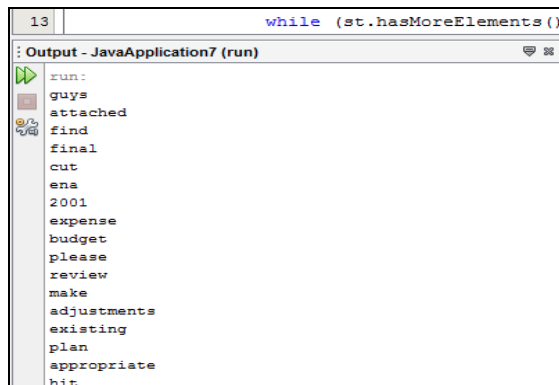 13 while (st.hasMoreElements()
Output - JavaApplication7 (run)
run:
guys
attached
find
final
cut
ena
2001
expense
budget
please
review
make
adjustments
existing
plan
appropriate
hit